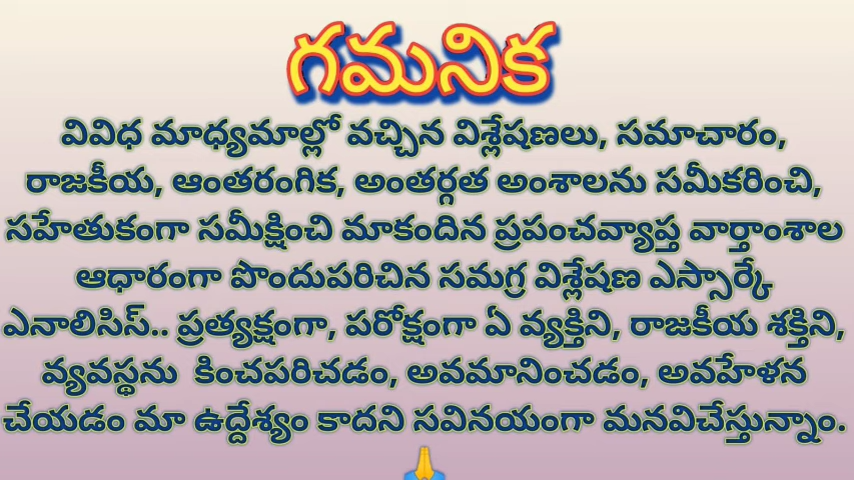 గమనిక
వివిధ మాధ్యమాల్లో వచ్చిన విశ్లేషణలు, సమాచారం,
రాజకీయ, ఆంతరంగిక, అంతర్గత అంశాలను సమీకరించి,
సహేతుకంగా సమీక్షించి మాకందిన ప్రపంచవ్యాప్త వార్తాంశాల
ఆధారంగా పొందుపరిచిన సమగ్ర విశ్లేషణ ఎస్సార్కే
ఎనాలిసిస్.. ప్రత్యక్షంగా, పరోక్షంగా ఏ వ్యక్తిని, రాజకీయ శక్తిని,
వ్యవస్థను కించపరిచడం, అవమానించడం, అవహేళన
చేయడం మా ఉద్దేశ్యం కాదని సవినయంగా మనవిచేస్తున్నాం.